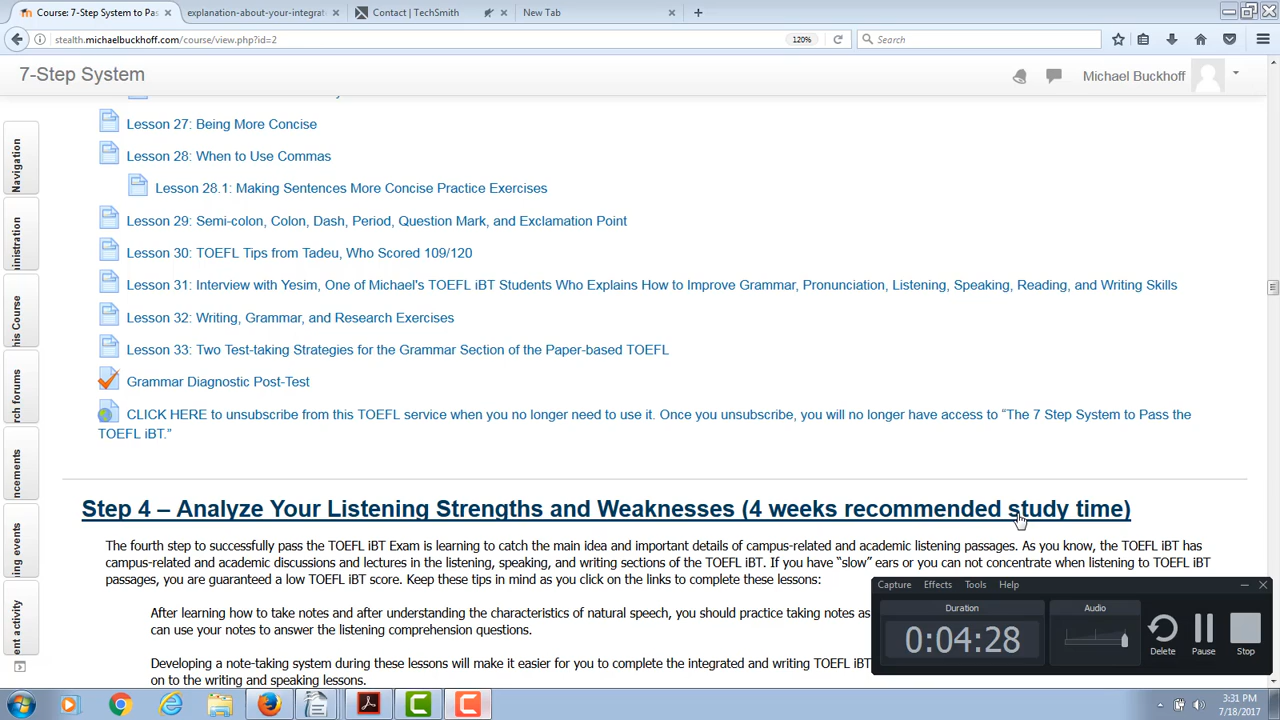 Course: 7-Step System to Pas
explanation-about-your-integrat
Contact | TechSmith
New Tab
stealth.michaelbuckhoff.com/course/view.php?id=2
120%
Search
7-Step System
Michael Buckhoff
Navigation
inistration
his Course
rch forums
ncements
ng events
ent activity
Lesson 27: Being More Concise
Lesson 28: When to Use Commas
Lesson 28.1: Making Sentences More Concise Practice Exercises
Lesson 29: Semi-colon, Colon, Dash, Period, Question Mark, and Exclamation Point
Lesson 30: TOEFL Tips from Tadeu, Who Scored 109/120
Lesson 31: Interview with Yesim, One of Michael's TOEFL iBT Students Who Explains How to Improve Grammar, Pronunciation, Listening, Speaking, Reading, and Writing Skills
Lesson 32: Writing, Grammar, and Research Exercises
Lesson 33: Two Test-taking Strategies for the Grammar Section of the Paper-based TOEFL
Grammar Diagnostic Post-Test
CLICK HERE to unsubscribe from this TOEFL service when you no longer need to use it. Once you unsubscribe, you will no longer have access to “The 7 Step System to Pass the
TOEFL iBT.”
Step 4 – Analyze Your Listening Strengths and Weaknesses (4 weeks recommended study time)
The fourth step to successfully pass the TOEFL iBT Exam is learning to catch the main idea and important details of campus-related and academic listening passages. As you know, the TOEFL iBT has
campus-related and academic discussions and lectures in the listening, speaking, and writing sections of the TOEFL iBT. If you have “slow” ears or you can not concentrate when listening to TOEFL iBT
passages, you are guaranteed a low TOEFL iBT score. Keep these tips in mind as you click on the links to complete these lessons:
After learning how to take notes and after understanding the characteristics of natural speech, you should practice taking notes as
can use your notes to answer the listening comprehension questions.
Developing a note-taking system during these lessons will make it easier for you to complete the integrated and writing TOEFL iBT
on to the writing and speaking lessons.
Capture Effects Tools Help
Duration
0:04:28
Audio
Delete
Pause
Stop
3:31 PM
7/18/2017